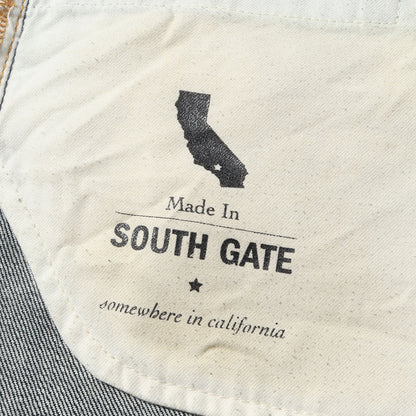 Made In
SOUTH GATE
somewhere in california